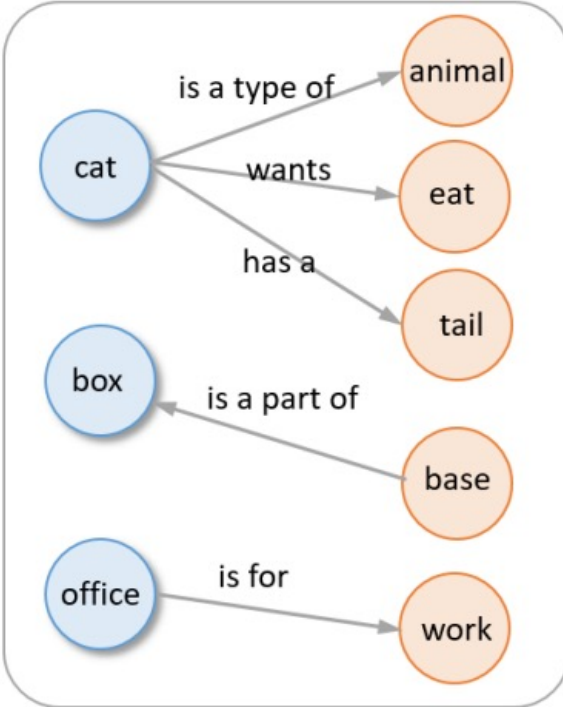 animal
is a type of
cat
wants
eat
has a
tail
box
is a part of
base
office
is for
work